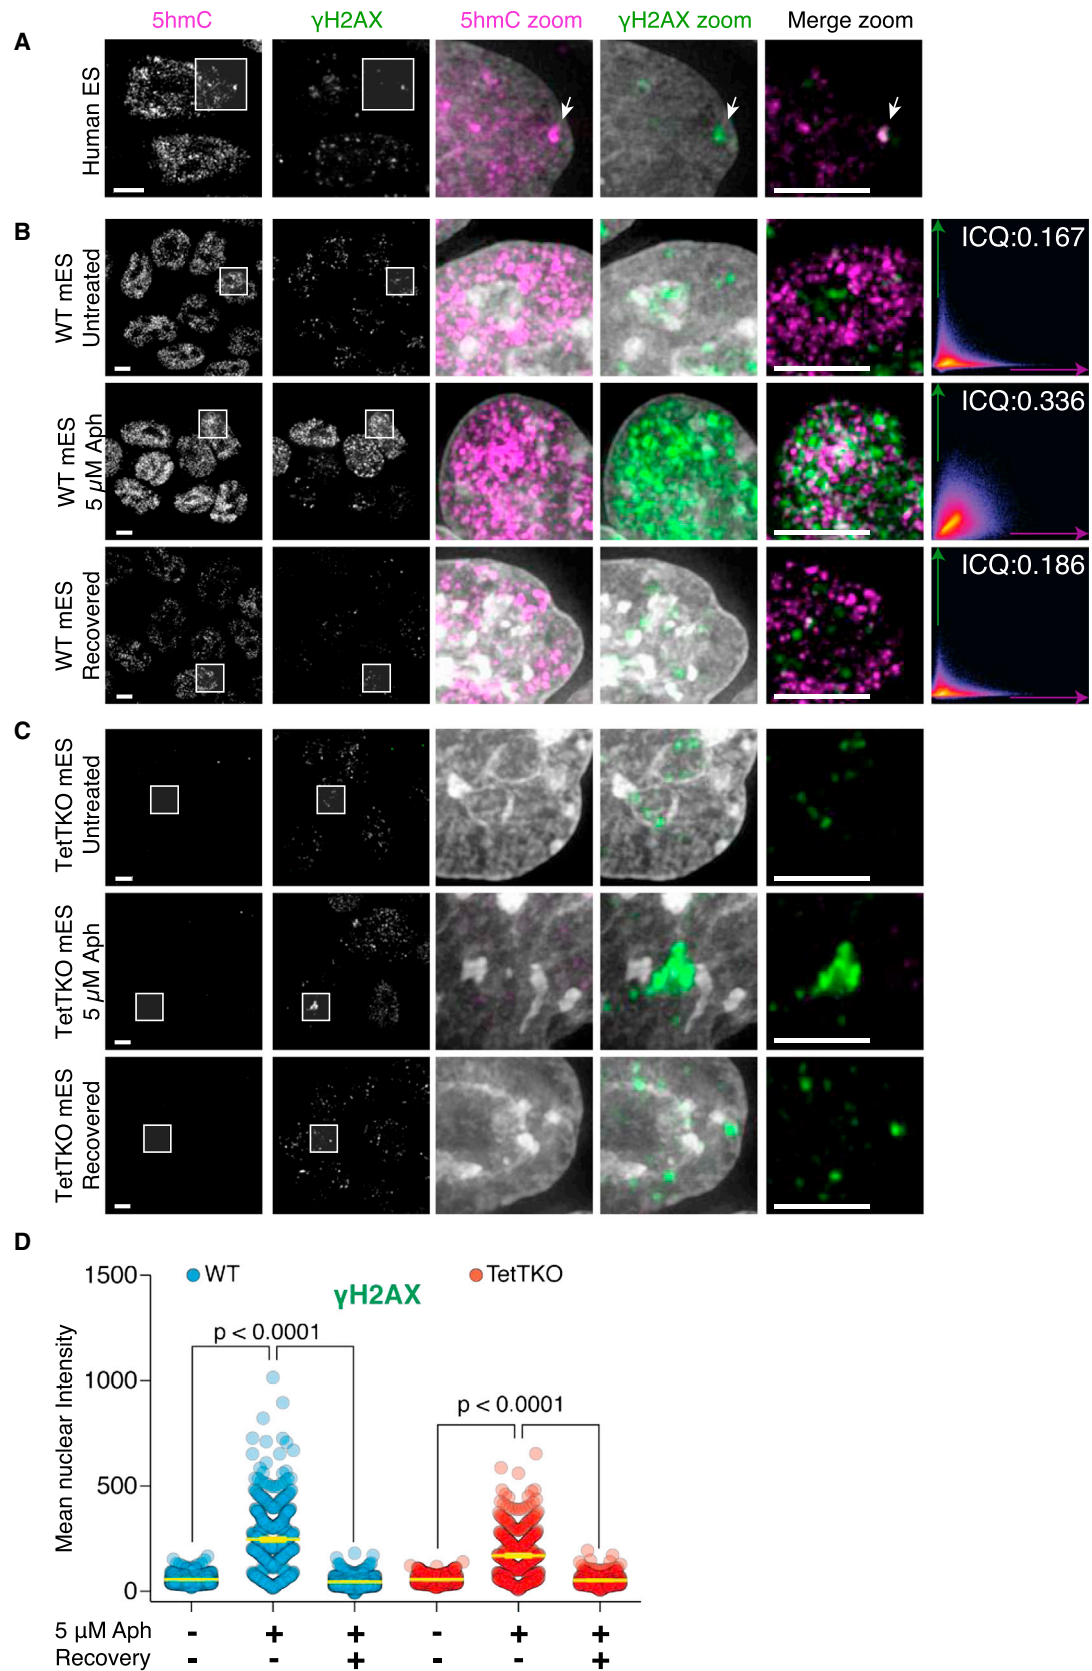 5hmC γH2AX 5hmC zoom γH2AX zoom Merge zoom
A
Human ES
B
WT mES
Untreated
ICQ:0.167
WT mES
5 µM Aph
ICQ:0.336
WT mES
Recovered
ICQ:0.186
C
TetTKO mES
Untreated
TetTKO mES
5 µM Aph
TetTKO mES
Recovered
D
1500 WT TetTKO
γH2AX
p < 0.0001
1000
p < 0.0001
500
0
Mean nuclear Intensity
5 µM Aph - + + - + +
Recovery - - + - - +